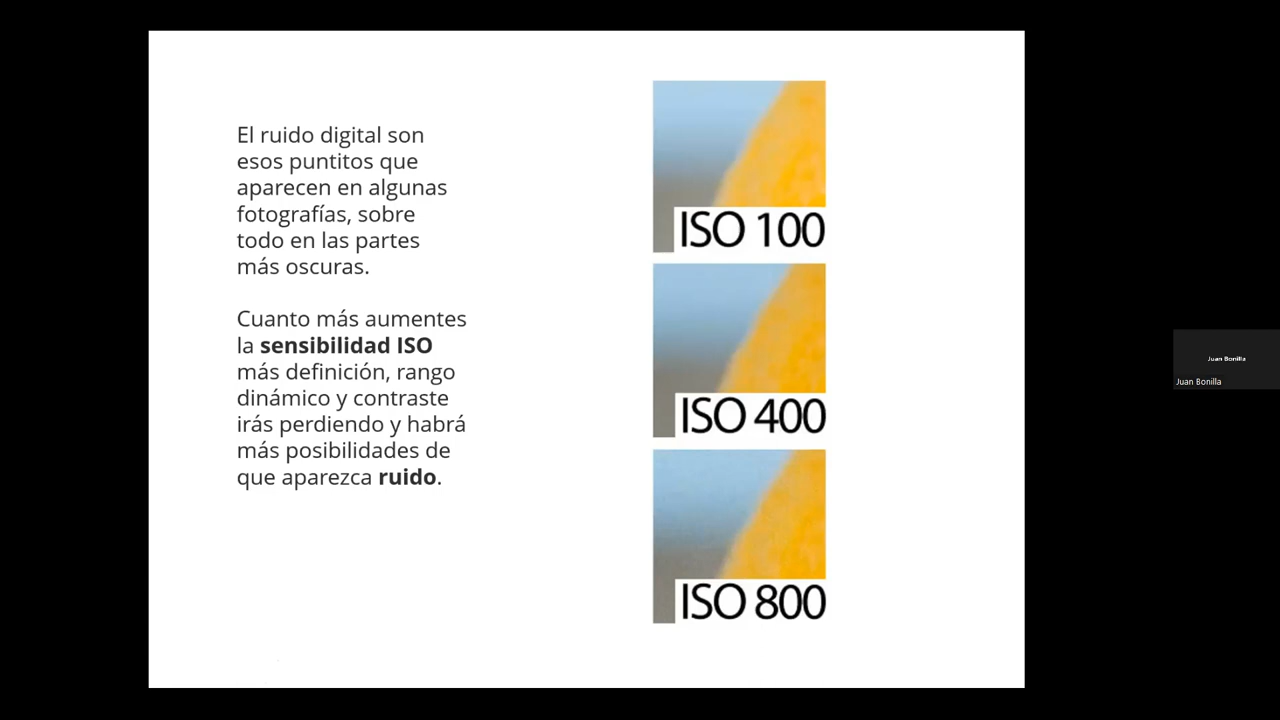 El ruido digital son
esos puntitos que
aparecen en algunas
fotografías, sobre
todo en las partes
más oscuras.
Cuanto más aumentes
la sensibilidad ISO
más definición, rango
dinámico y contraste
irás perdiendo y habrá
más posibilidades de
que aparezca ruido.
ISO 100
ISO 400
ISO 800
Juan Bonilla
Juan Bonilla